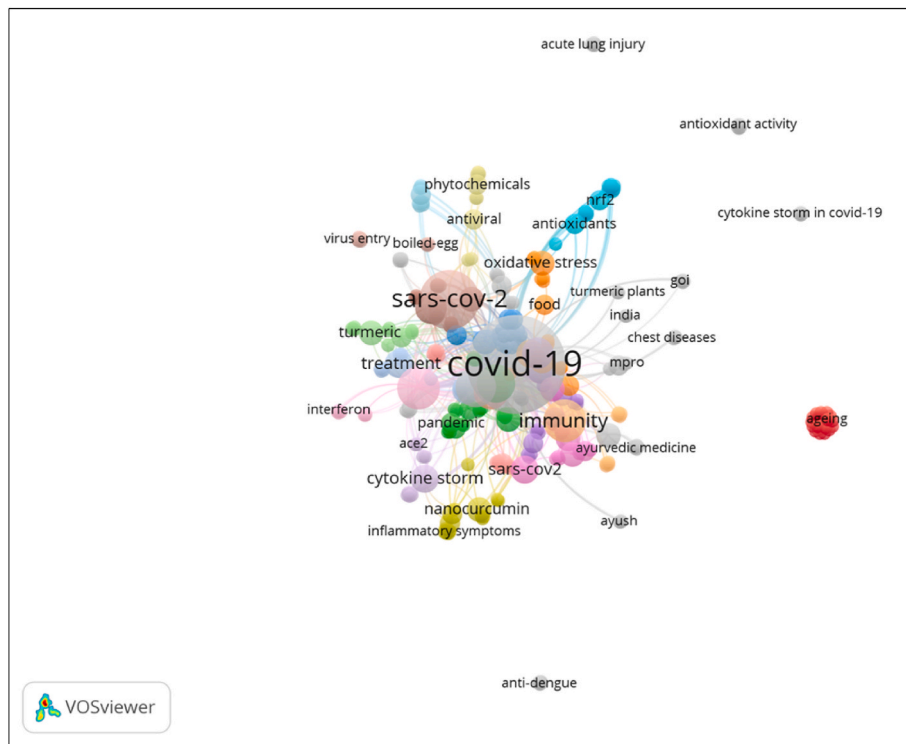 acute lung injury
antioxidant activity
phytochemicals
nrf2
cytokine storm in covid-19
antiviral
antioxidants
virus entry
boiled-egg
oxidative stress
goi
turmeric plants
sars-cov-2
food
india
turmeric
chest diseases
treatment
covid-19
mpro
interferon
pandemic
immunity
ageing
ace2
ayurvedic medicine
sars-cov2
cytokine storm
nanocurcumin
ayush
inflammatory symptoms
anti-dengue
VOSviewer